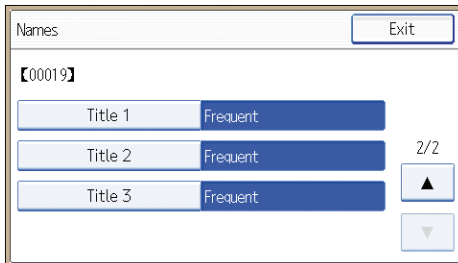 Names Exit
【00019】
Title 1 Frequent
Title 2 Frequent
2/2
Title 3 Frequent
▲
▼